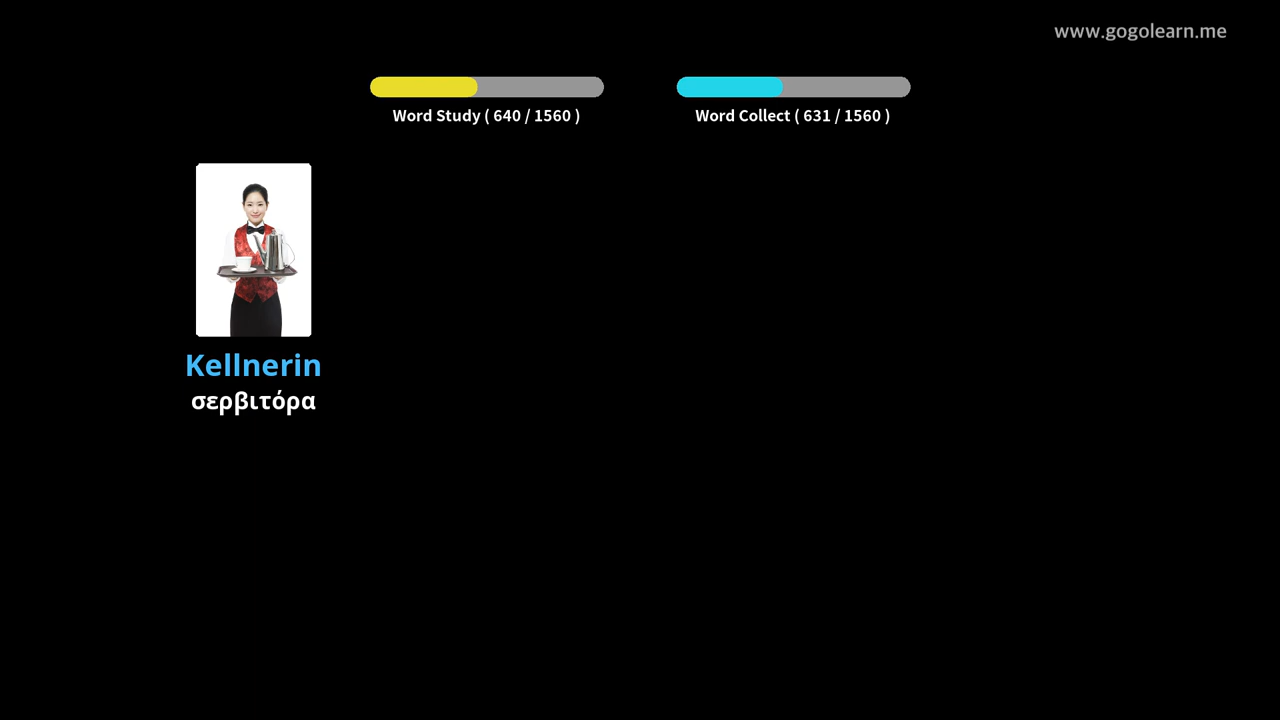 www.gogolearn.me
Word Study ( 640 / 1560 )
Word Collect ( 631 / 1560 )
Kellnerin
σερβιτόρα